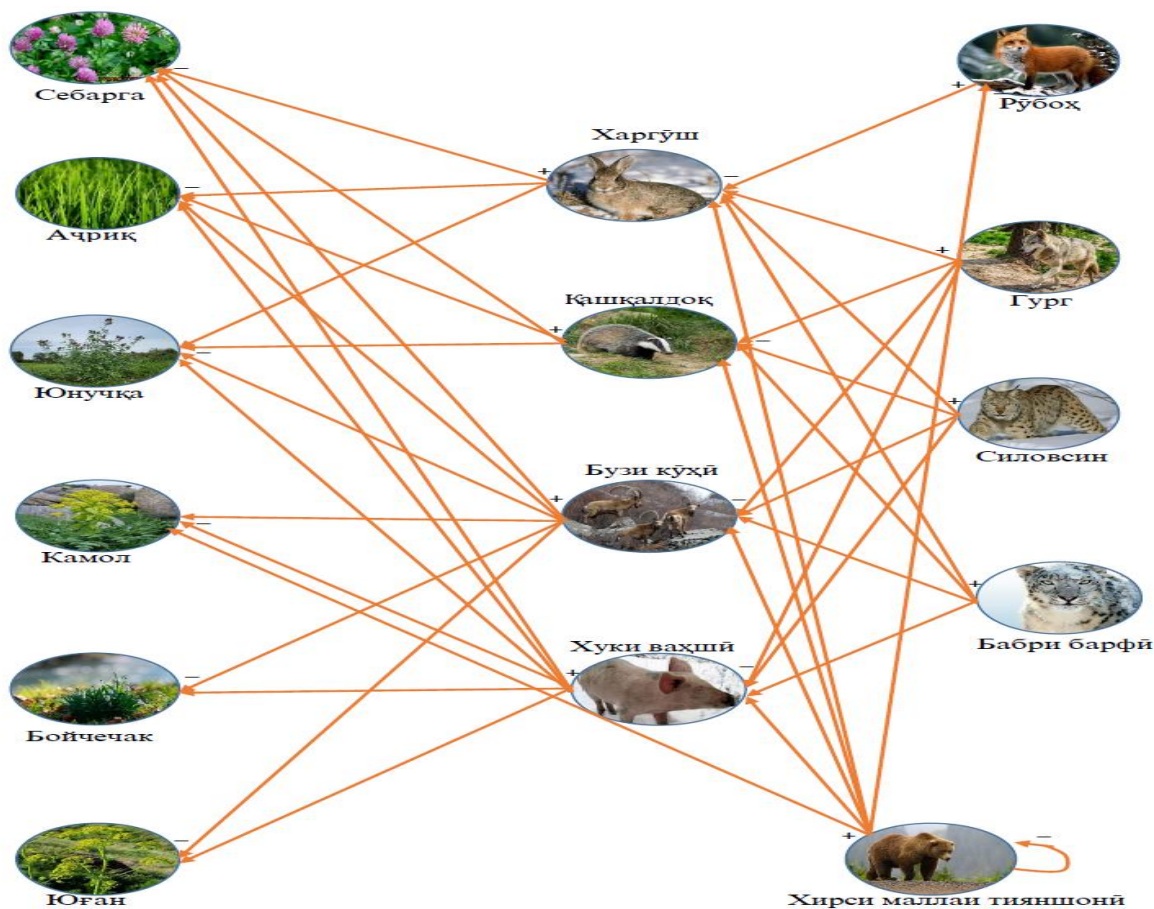 Себарга
Аҷриқ
Юнучқа
Камол
Бойчечак
Юған
Харгӯш
Қашқалдоқ
Бузи кӯҳӣ
Хуки ваҳшӣ
Рӯбоҳ
Гург
Силовсин
Бабри барфӣ
Хирси маллаи тияншонӣ